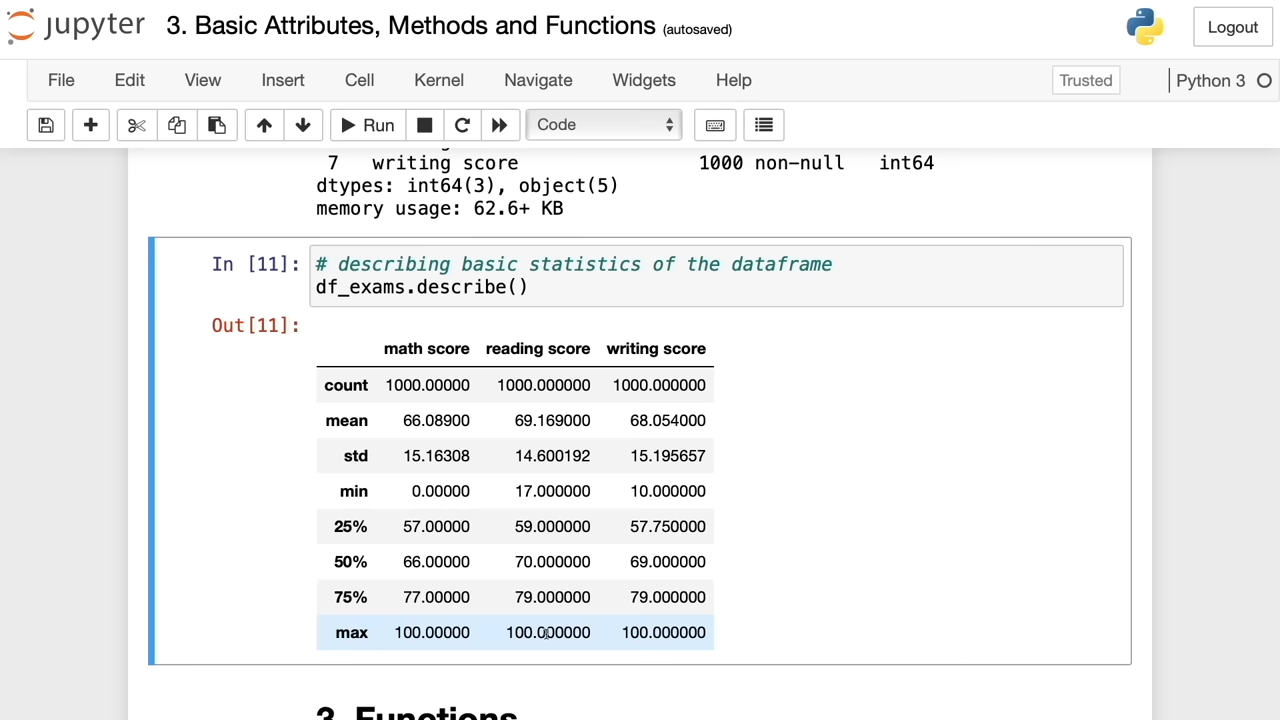 jupyter 3. Basic Attributes, Methods and Functions (autosaved) Logout
File Edit View Insert Cell Kernel Navigate Widgets Help Trusted Python 3
Run Code
7 writing score 1000 non-null int64
dtypes: int64(3), object(5)
memory usage: 62.6+ KB
In [11]: # describing basic statistics of the dataframe
df_exams.describe()
Out[11]:
math score reading score writing score
count 1000.00000 1000.000000 1000.000000
mean 66.08900 69.169000 68.054000
std 15.16308 14.600192 15.195657
min 0.00000 17.000000 10.000000
25% 57.00000 59.000000 57.750000
50% 66.00000 70.000000 69.000000
75% 77.00000 79.000000 79.000000
max 100.00000 100.000000 100.000000
3. Functions